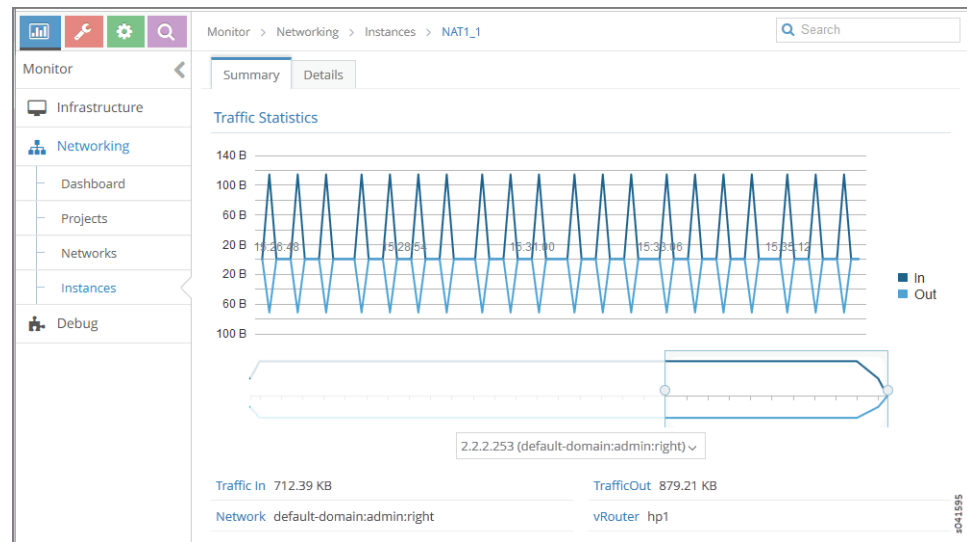 Monitor > Networking > Instances > NAT1_1
Search
Monitor
Summary
Details
Infrastructure
Traffic Statistics
Networking
Dashboard
Projects
Networks
Instances
Debug
140 B
100 B
60 B
20 B
15:26:48
15:28:54
15:31:00
15:33:06
15:35:12
20 B
60 B
100 B
In
Out
2.2.2.253 (default-domain:admin:right)
Traffic In 712.39 KB
TrafficOut 879.21 KB
Network default-domain:admin:right
vRouter hp1
s041595